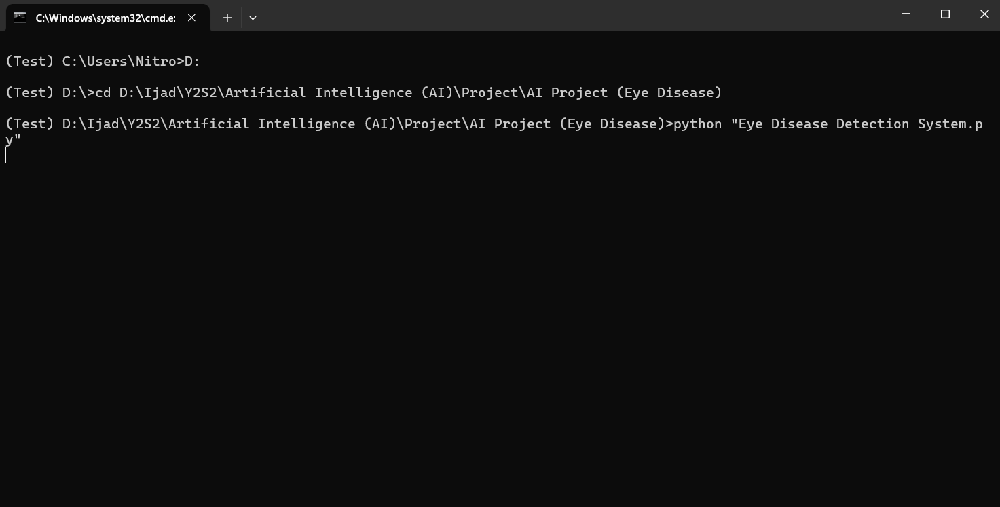 C:\Windows\system32\cmd.e
(Test) C:\Users\Nitro>D:
(Test) D:\>cd D:\Ijad\Y2S2\Artificial Intelligence (AI)\Project\AI Project (Eye Disease)
(Test) D:\Ijad\Y2S2\Artificial Intelligence (AI)\Project\AI Project (Eye Disease)>python "Eye Disease Detection System.p
y"